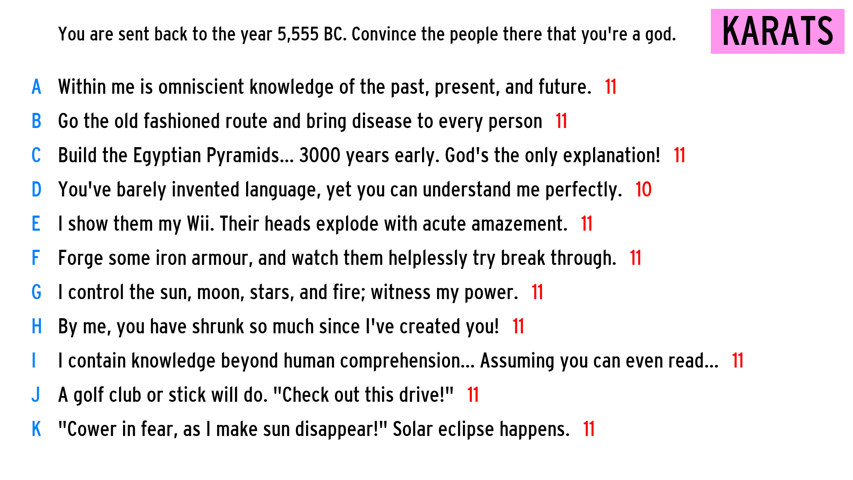 You are sent back to the year 5,555 BC. Convince the people there that you're a god.
KARATS
A Within me is omniscient knowledge of the past, present, and future. 11
B Go the old fashioned route and bring disease to every person 11
C Build the Egyptian Pyramids... 3000 years early. God's the only explanation! 11
D You've barely invented language, yet you can understand me perfectly. 10
E I show them my Wii. Their heads explode with acute amazement. 11
F Forge some iron armour, and watch them helplessly try break through. 11
G I control the sun, moon, stars, and fire; witness my power. 11
H By me, you have shrunk so much since I've created you! 11
I I contain knowledge beyond human comprehension... Assuming you can even read... 11
J A golf club or stick will do. "Check out this drive!" 11
K "Cower in fear, as I make sun disappear!" Solar eclipse happens. 11